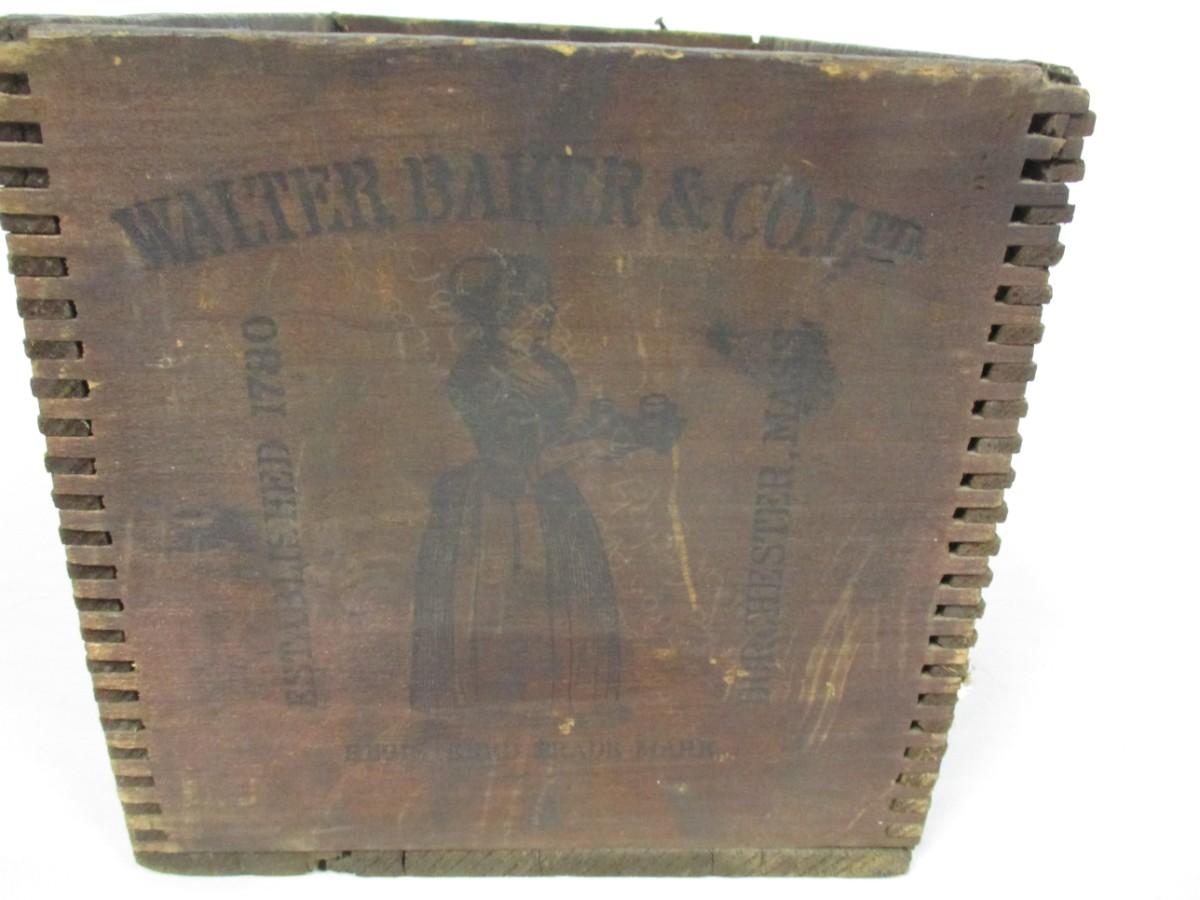 WALTER BAKER & CO. LTD.
ESTABLISHED 1780
DORCHESTER, MASS
REGISTERED TRADE MARK